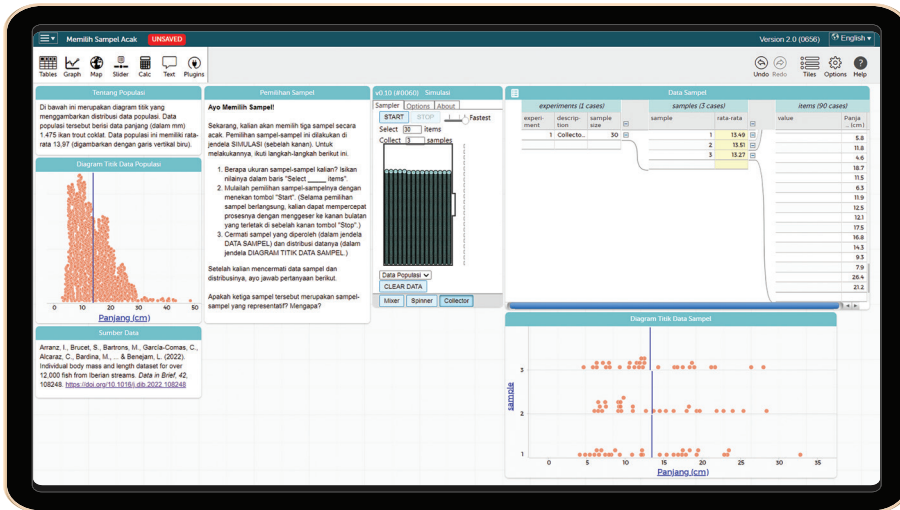 Memilih Sampel Acak
UNSAVED
Version 2.0 (0656)
English
Tables Graph Map Slider Calc Text Plugins
Undo Redo Tiles Options Help
Tentang Populasi
Di bawah ini merupakan diagram titik yang
menggambarkan distribusi data populasi. Data
populasi tersebut berisi data panjang (dalam mm)
1.475 ikan trout coklat. Data populasi ini memiliki rata-
rata 13,97 (digambarkan dengan garis vertikal biru).
Diagram Titik Data Populasi
0 10 20 30 40 50
Panjang (cm)
Sumber Data
Arranz, I., Brucet, S., Bartrons, M., García-Comas, C.,
Alcaraz, C., Bardina, M., ... & Benejam, L. (2022).
Individual body mass and length dataset for over
12,000 fish from Iberian streams. Data in Brief, 42,
108248. https://doi.org/10.1016/j.dib.2022.108248
Pemilihan Sampel
Ayo Memilih Sampel!
Sekarang, kalian akan memilih tiga sampel secara
acak. Pemilihan sampel-sampel ini dilakukan di
jendela SIMULASI (sebelah kanan). Untuk
melakukannya, ikuti langkah-langkah berikut ini.
1. Berapa ukuran sampel-sampel kalian? Isikan
nilainya dalam baris "Select ______ items".
2. Mulailah pemilihan sampel-sampelnya dengan
menekan tombol "Start". (Selama pemilihan
sampel berlangsung, kalian dapat mempercepat
prosesnya dengan menggeser ke kanan bulatan
yang terletak di sebelah kanan tombol "Stop".)
3. Cermati sampel yang diperoleh (dalam jendela
DATA SAMPEL) dan distribusi datanya (dalam
jendela DIAGRAM TITIK DATA SAMPEL.)
Setelah kalian mencermati data sampel dan
distribusinya, ayo jawab pertanyaan berikut.
Apakah ketiga sampel tersebut merupakan sampel-
sampel yang representatif? Mengapa?
v0.10 (#0060) Simulasi
Sampler Options About
START STOP Fastest
Select 30 items
Collect 3 samples
Data Populasi
CLEAR DATA
Mixer Spinner Collector
Data Sampel
experiments (1 cases) samples (3 cases) items (90 cases)
experi-ment descrip-tion sample size sample rata-rata value Panja... (cm)
1 Collecto... 30
1 13.49
2 13.51
3 13.27
5.8
11.8
4.6
18.7
11.5
6.3
11.9
12.5
12.1
17.5
16.8
14.3
9.3
7.9
26.4
21.2
Diagram Titik Data Sampel
sample
3
2
1
0 5 10 15 20 25 30 35
Panjang (cm)